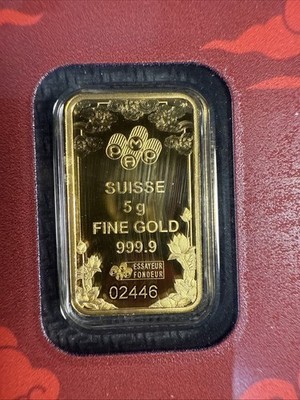 PAMP
SUISSE
5 g
FINE GOLD
999.9
ESSAYEUR
FONDEUR
02446